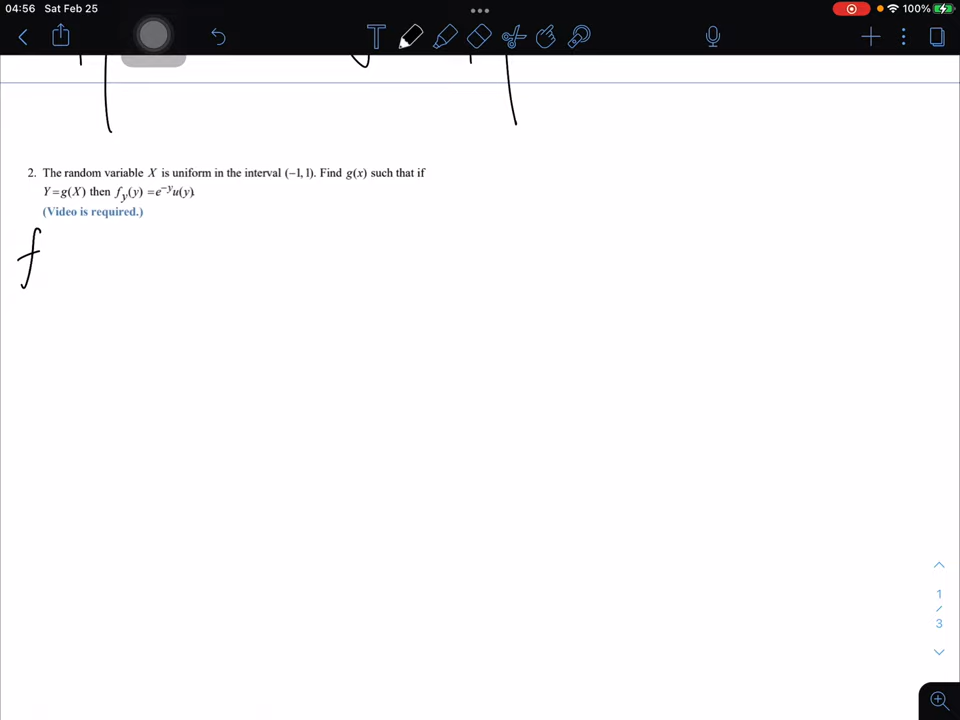 04:56 Sat Feb 25 100%
T
2. The random variable X is uniform in the interval (−1, 1). Find g(x) such that if
Y=g(X) then f_y(y) =e^{−y}u(y).
(Video is required.)
f
1
/
3